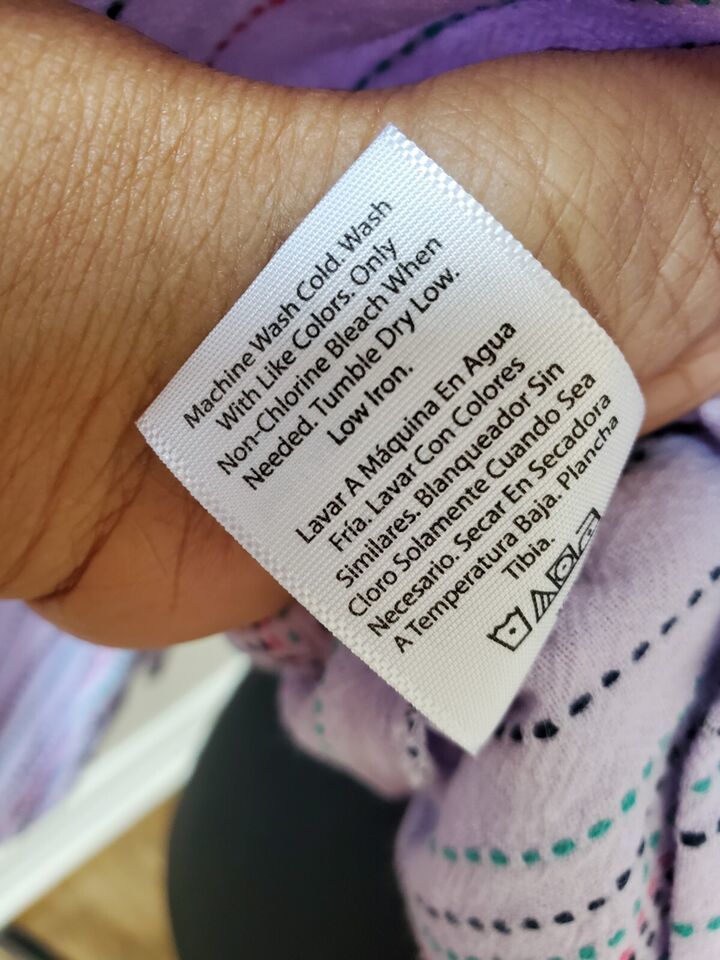 Machine Wash Cold. Wash
With Like Colors. Only
Non-Chlorine Bleach When
Needed. Tumble Dry Low.
Low Iron.
Lavar A Máquina En Agua
Fría. Lavar Con Colores
Similares. Blanqueador Sin
Cloro Solamente Cuando Sea
Necesario. Secar En Secadora
A Temperatura Baja. Plancha
Tibia.